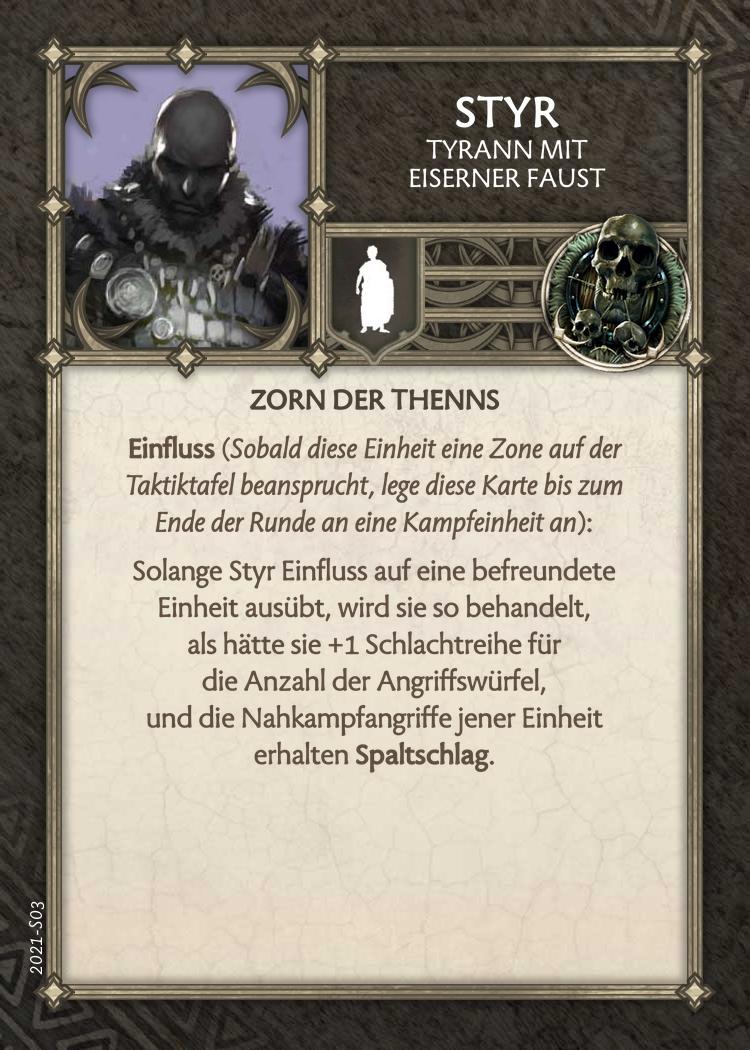 STYR
TYRANN MIT
EISERNER FAUST
ZORN DER THENNS
Einfluss (Sobald diese Einheit eine Zone auf der
Taktiktafel beansprucht, lege diese Karte bis zum
Ende der Runde an eine Kampfeinheit an):
Solange Styr Einfluss auf eine befreundete
Einheit ausübt, wird sie so behandelt,
als hätte sie +1 Schlachtreihe für
die Anzahl der Angriffswürfel,
und die Nahkampfangriffe jener Einheit
erhalten Spaltschlag.
2021-S03